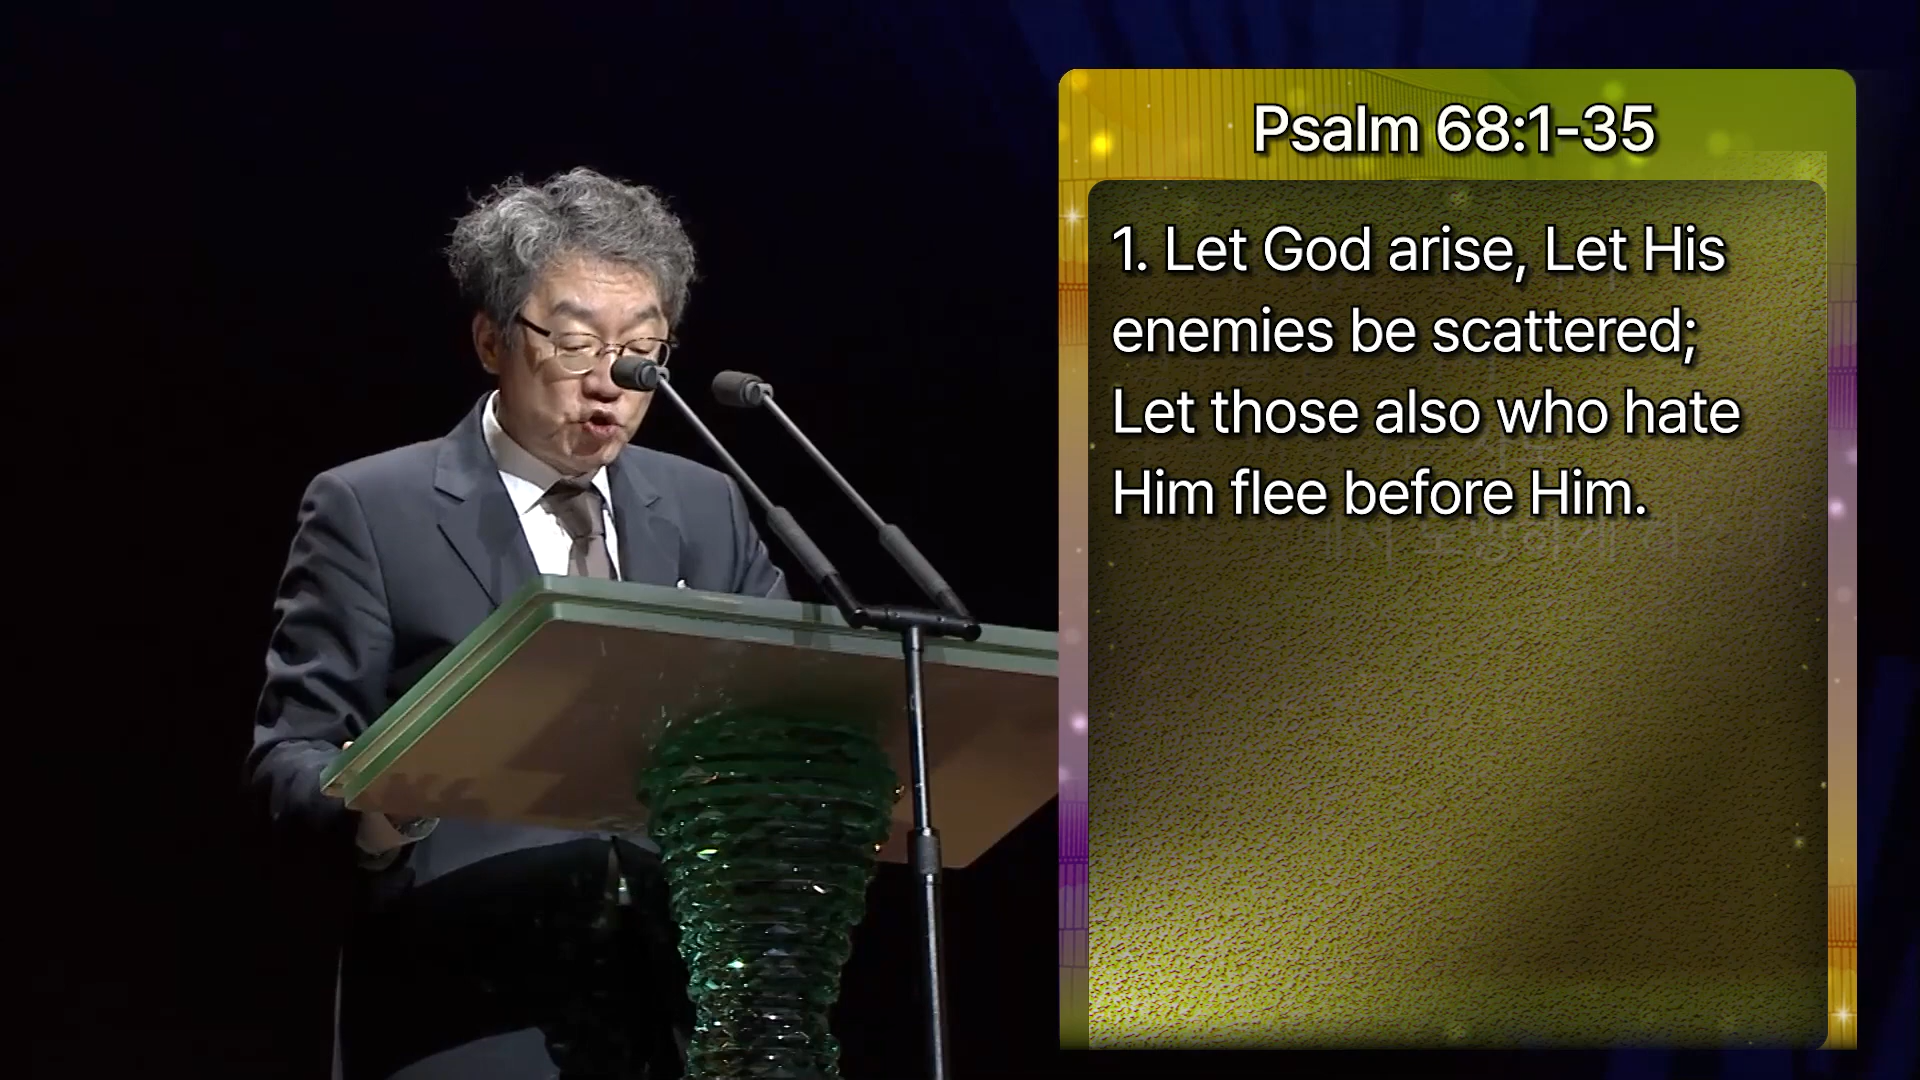 Psalm 68:1-35
1. Let God arise, Let His
enemies be scattered;
Let those also who hate
Him flee before Him.